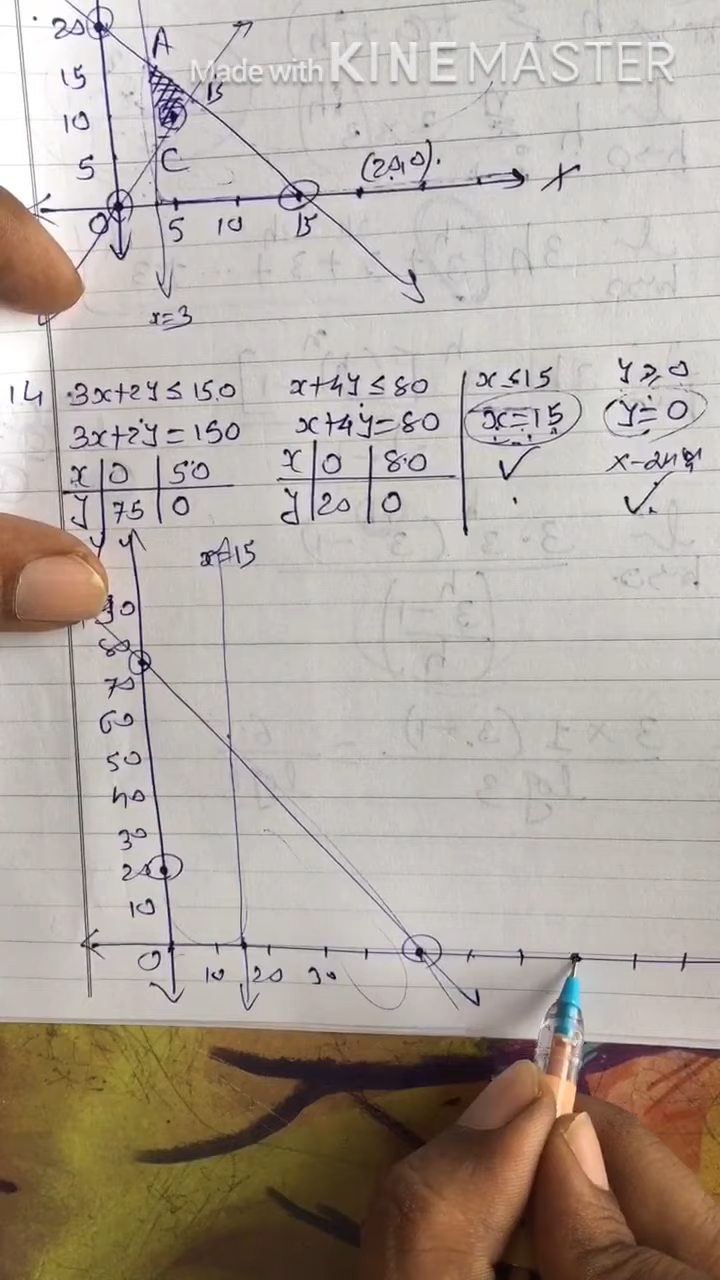 20
A
Made with KINEMASTER
15
15
10
C
5
(20,0).
X
O
5 10 15
x=3
14 3x+2y ≤ 150 x+4y ≤ 80 x ≤ 15 y ≥ 0
3x+2y = 150 x+4y = 80 x=15 y=0
x 0 50 x 0 80 ✓
y 75 0 y 20 0 ✓
y
x=15
80
70
60
50
40
30
20
10
O 10 20 30